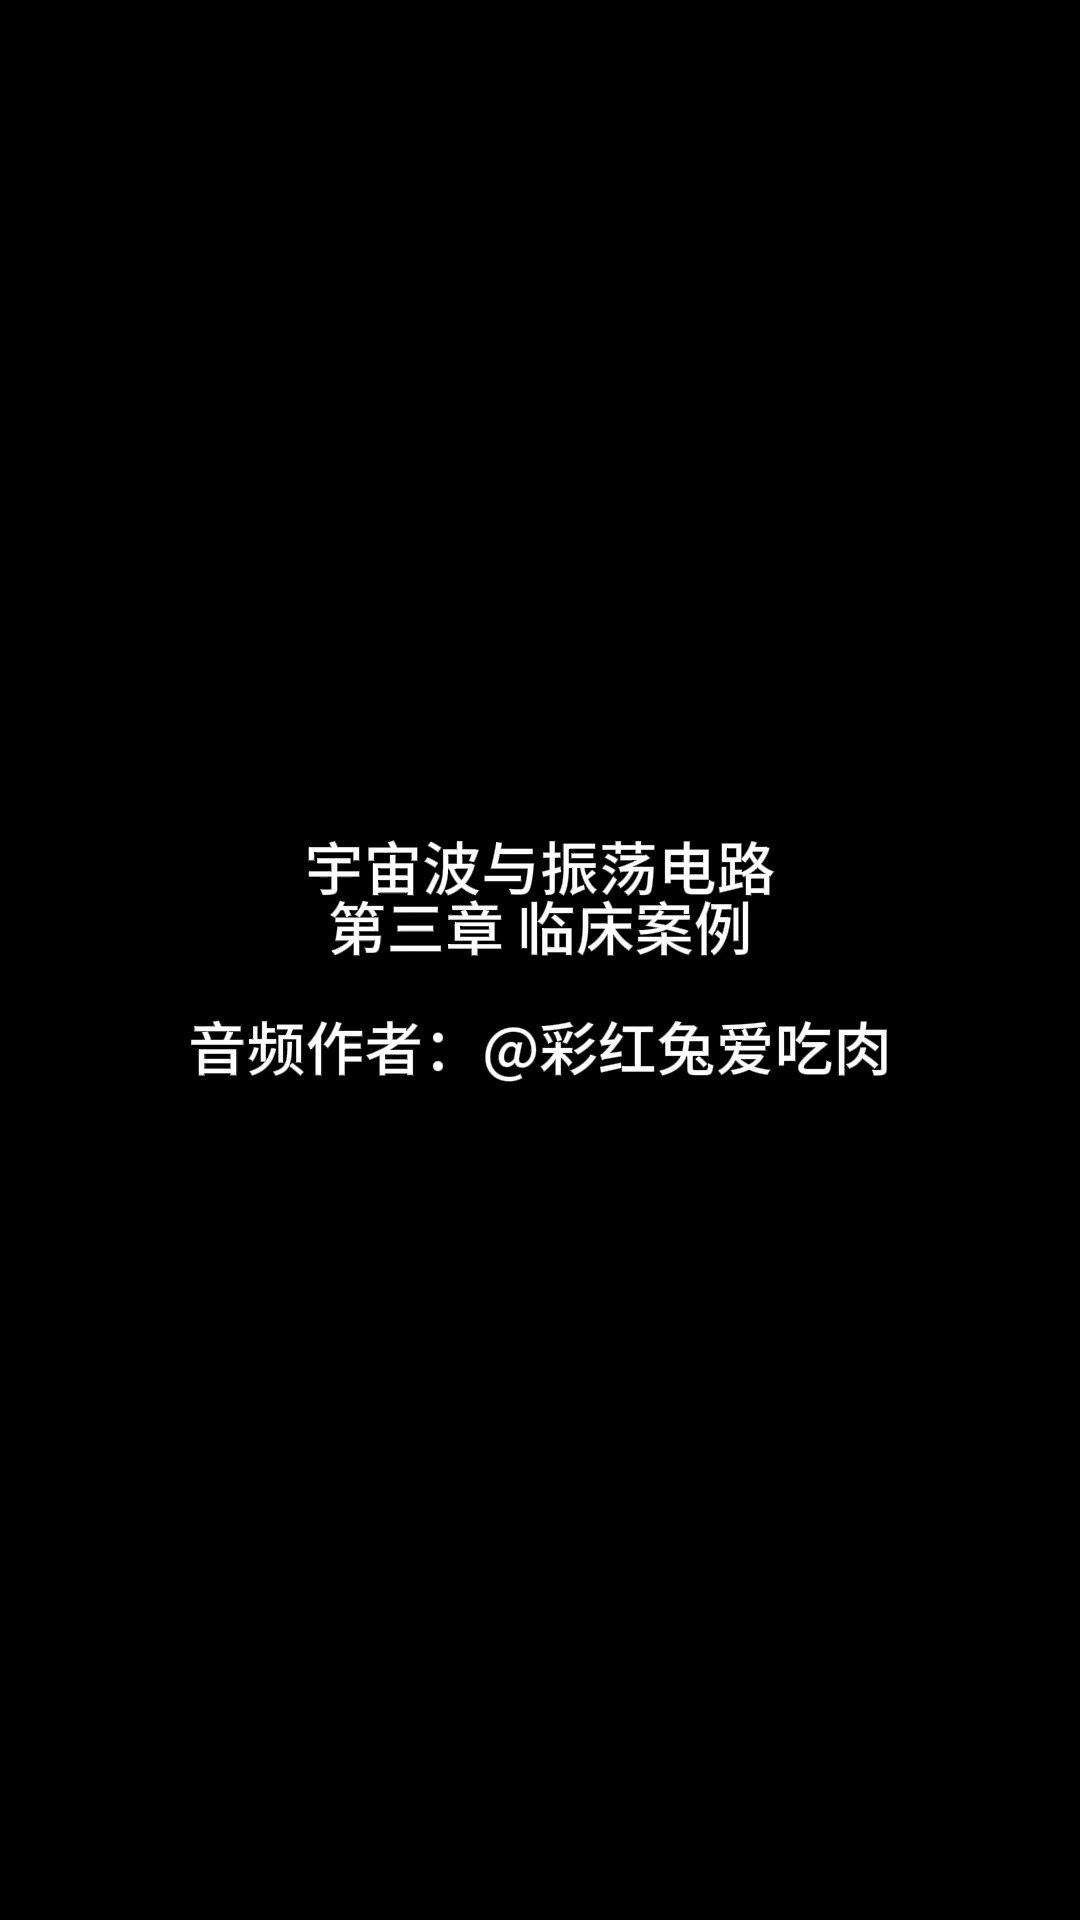 宇宙波与振荡电路
第三章 临床案例
音频作者：@彩红兔爱吃肉